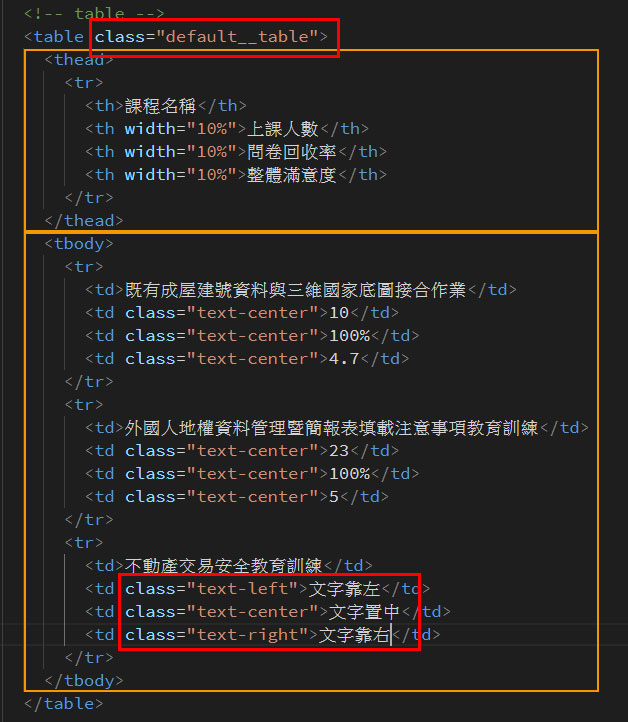 <!-- table -->
<table class="default__table">
<thead>
<tr>
<th>課程名稱</th>
<th width="10%">上課人數</th>
<th width="10%">問卷回收率</th>
<th width="10%">整體滿意度</th>
</tr>
</thead>
<tbody>
<tr>
<td>既有成屋建號資料與三維國家底圖接合作業</td>
<td class="text-center">10</td>
<td class="text-center">100%</td>
<td class="text-center">4.7</td>
</tr>
<tr>
<td>外國人地權資料管理暨簡報表填載注意事項教育訓練</td>
<td class="text-center">23</td>
<td class="text-center">100%</td>
<td class="text-center">5</td>
</tr>
<tr>
<td>不動產交易安全教育訓練</td>
<td class="text-left">文字靠左</td>
<td class="text-center">文字置中</td>
<td class="text-right">文字靠右</td>
</tr>
</tbody>
</table>